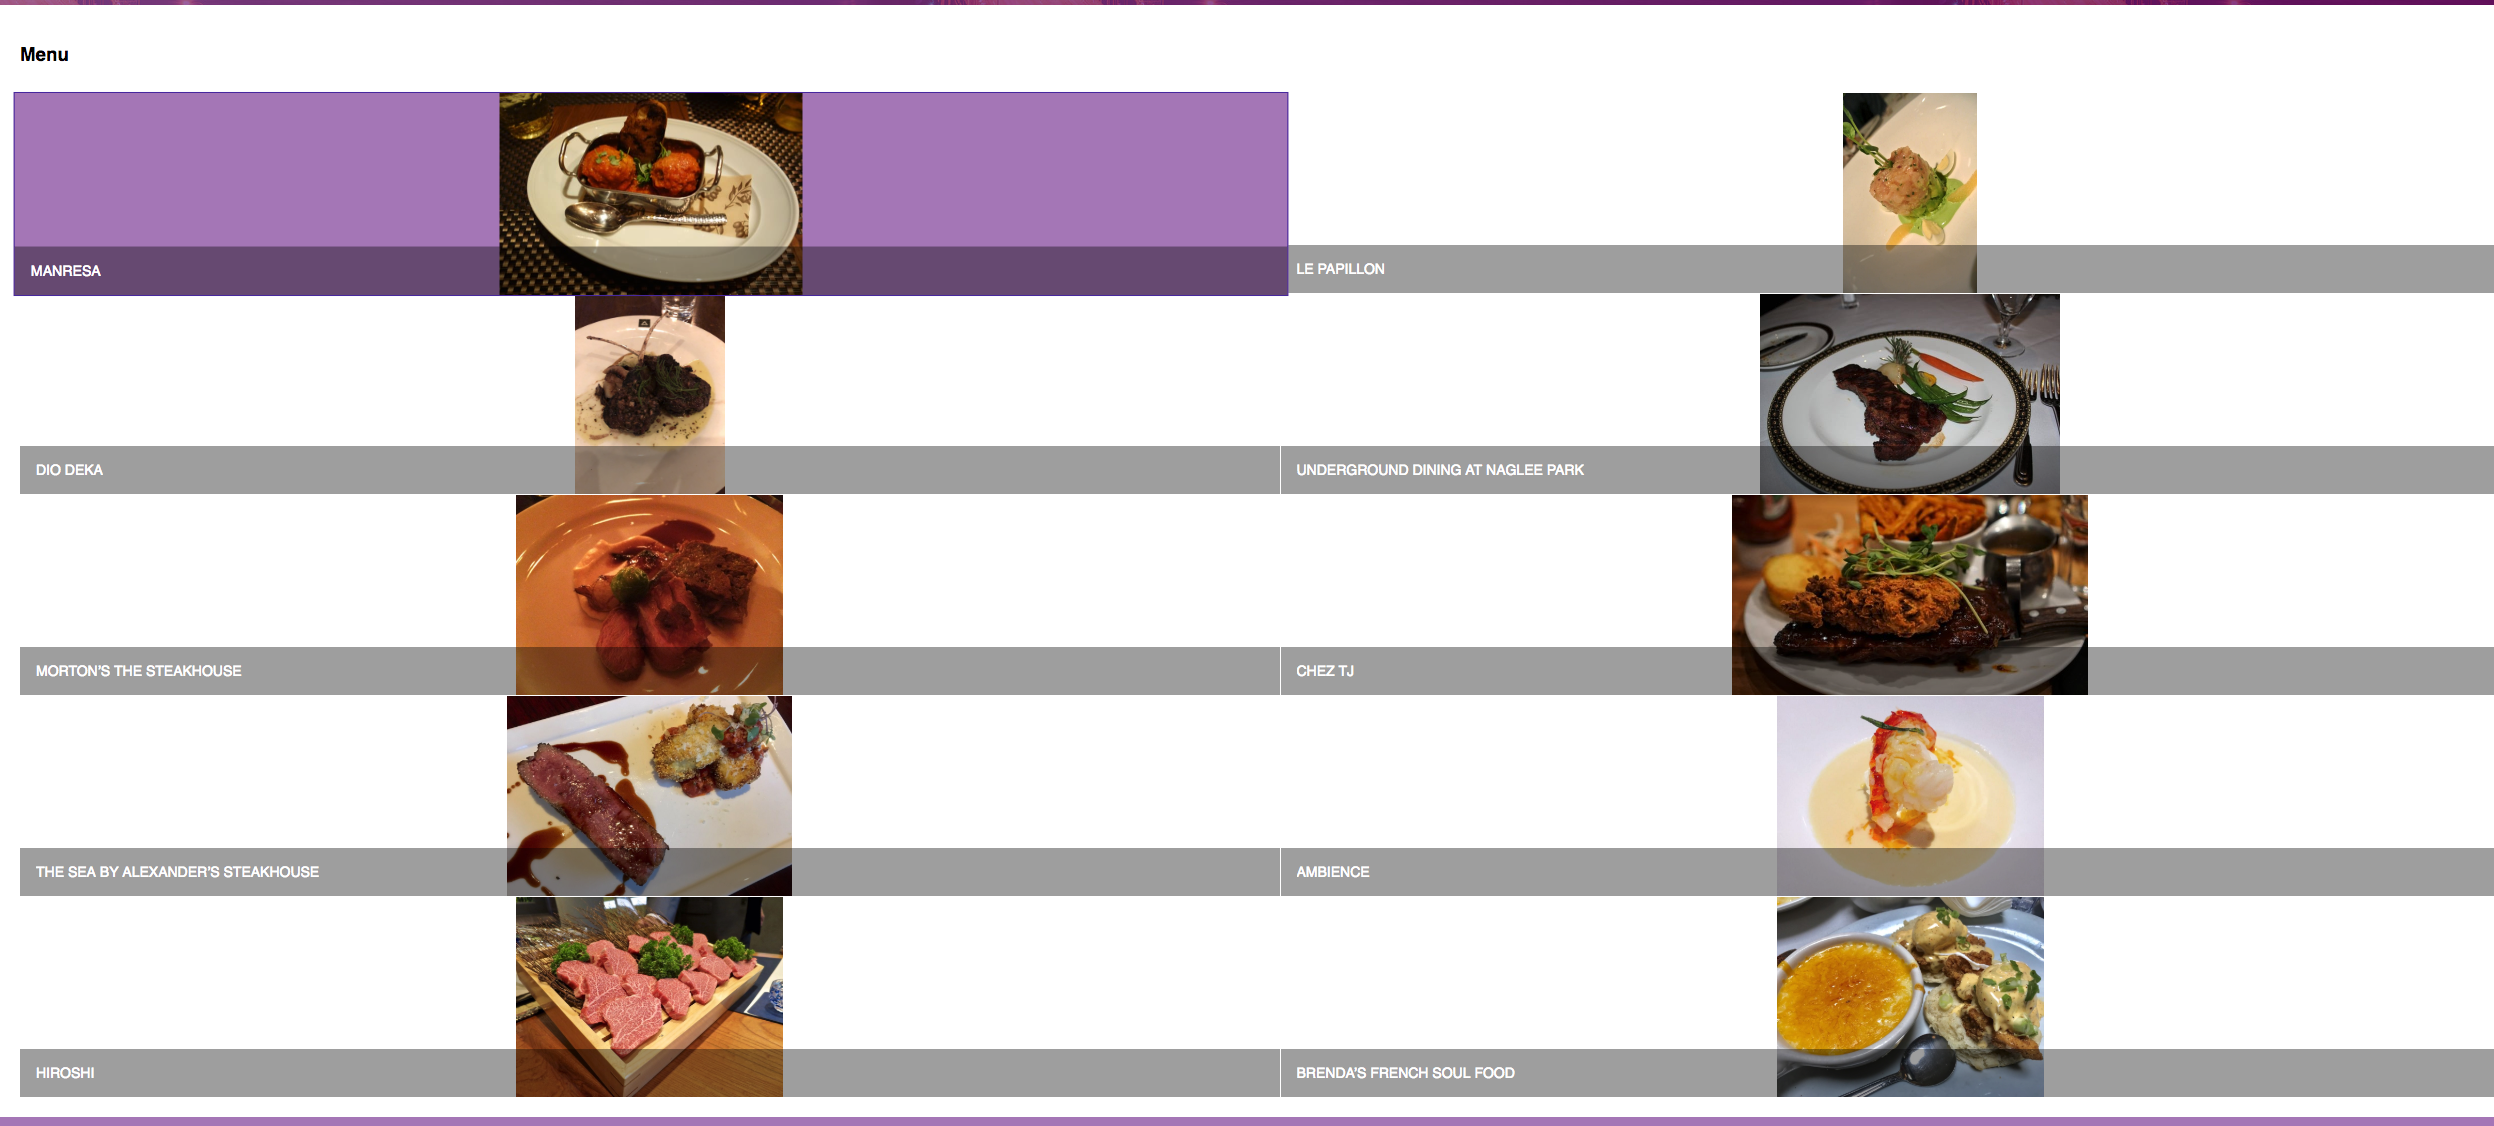 Menu
MANRESA
LE PAPILLON
DIO DEKA
UNDERGROUND DINING AT NAGLEE PARK
MORTON'S THE STEAKHOUSE
CHEZ TJ
THE SEA BY ALEXANDER'S STEAKHOUSE
AMBIENCE
HIROSHI
BRENDA'S FRENCH SOUL FOOD